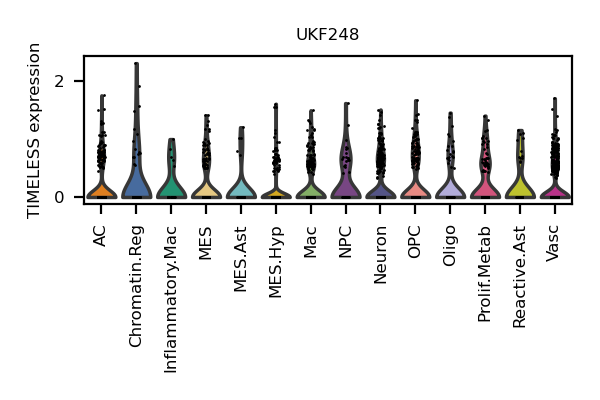 UKF248
TIMELESS expression
2
0
AC
Chromatin.Reg
Inflammatory.Mac
MES
MES.Ast
MES.Hyp
Mac
NPC
Neuron
OPC
Oligo
Prolif.Metab
Reactive.Ast
Vasc